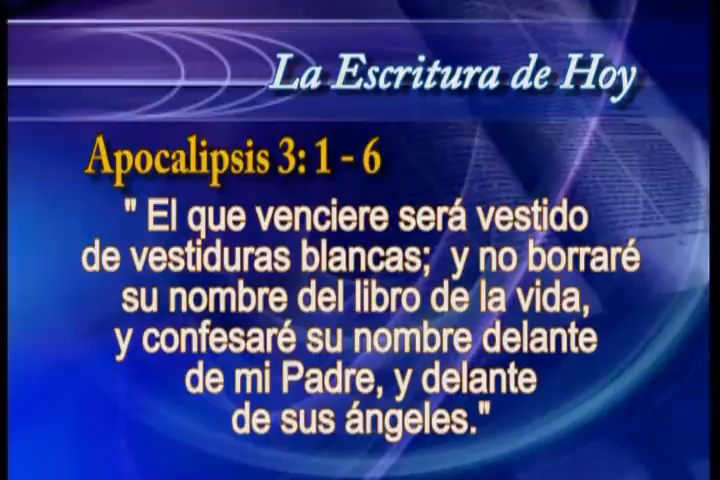 La Escritura de Hoy
Apocalipsis 3: 1 - 6
" El que venciere será vestido
de vestiduras blancas; y no borraré
su nombre del libro de la vida,
y confesaré su nombre delante
de mi Padre, y delante
de sus ángeles."